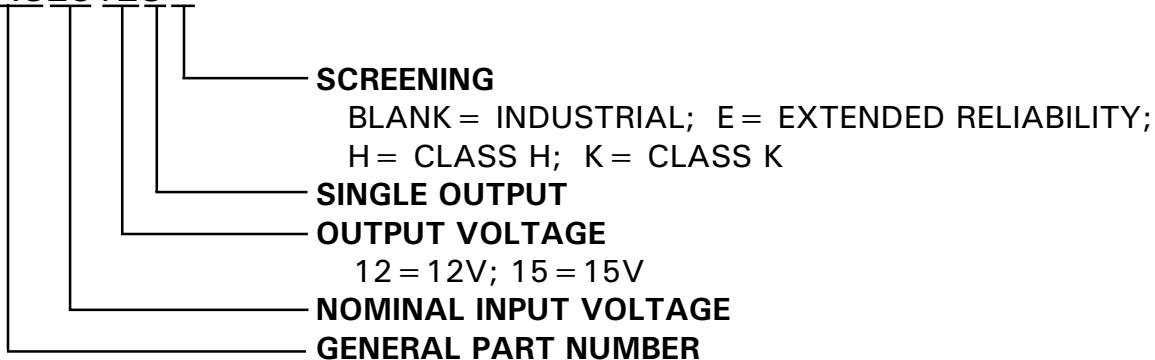 SCREENING
BLANK = INDUSTRIAL; E = EXTENDED RELIABILITY;
H = CLASS H; K = CLASS K
SINGLE OUTPUT
OUTPUT VOLTAGE
12 = 12V; 15 = 15V
NOMINAL INPUT VOLTAGE
GENERAL PART NUMBER